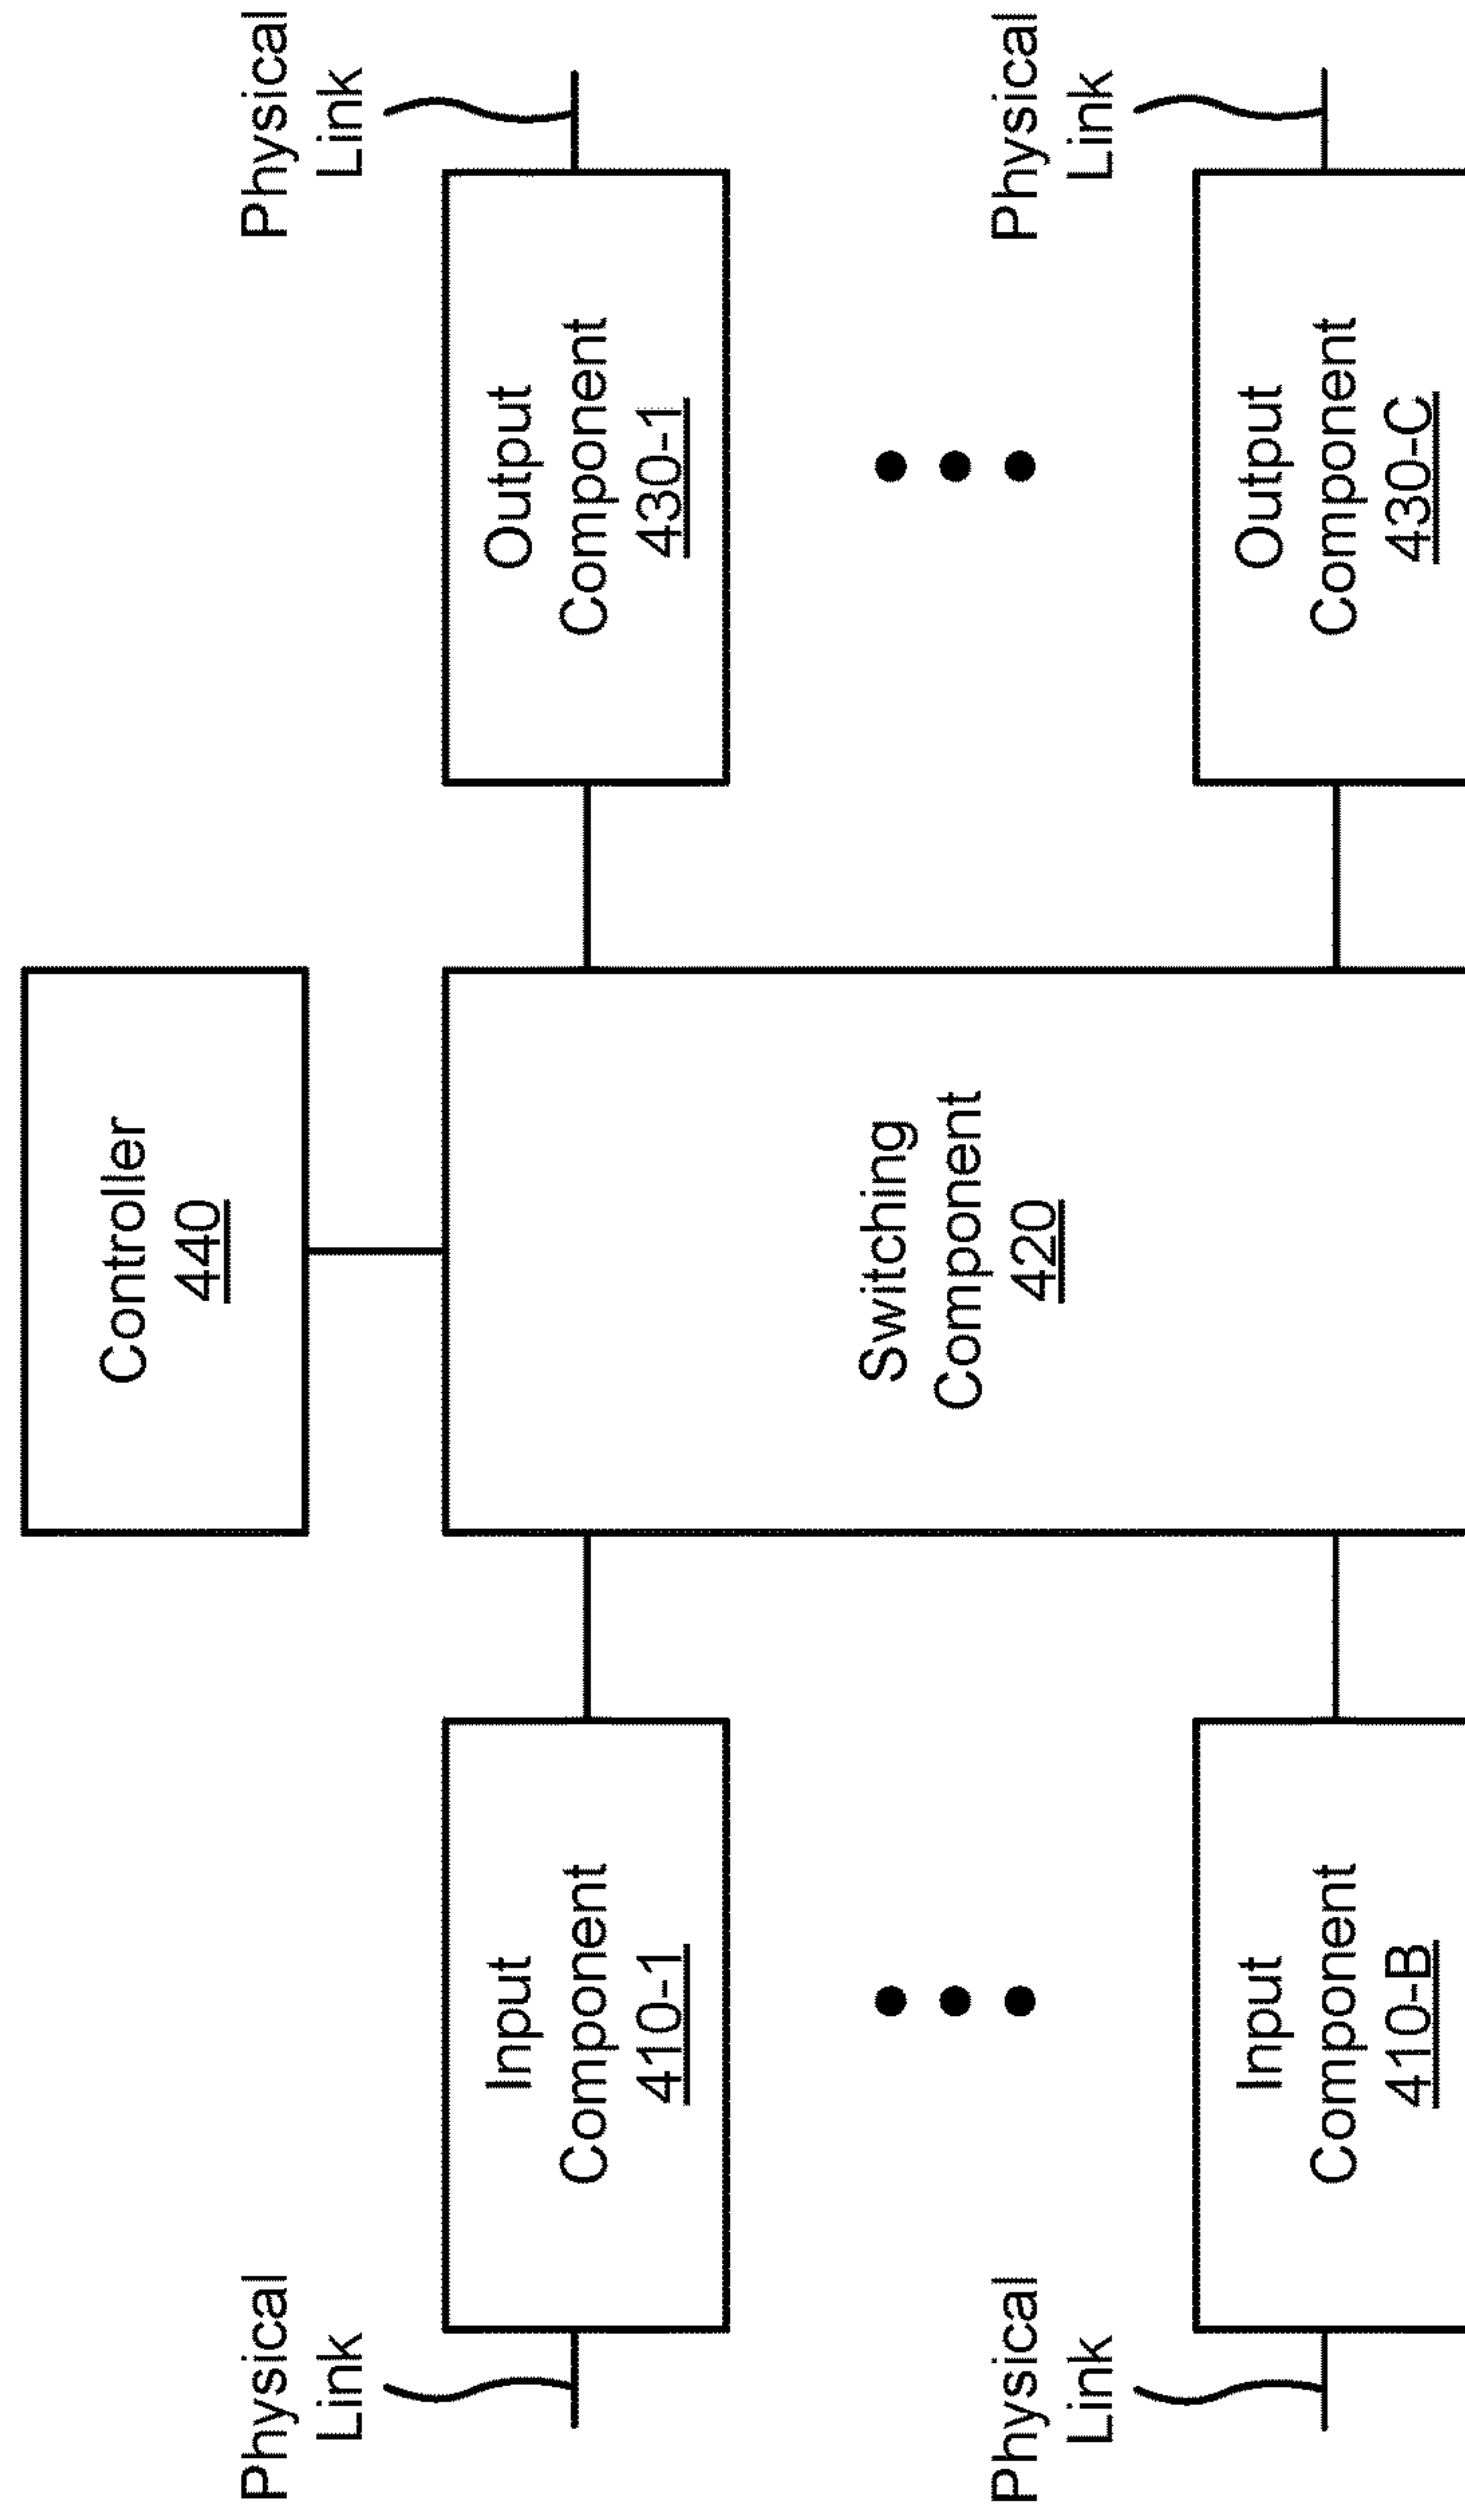 Controller
440
Physical
Link
Physical
Link
Input
Component
410-1
Output
Component
430-1
Switching
Component
420
Physical
Link
Physical
Link
Input
Component
410-B
Output
Component
430-C